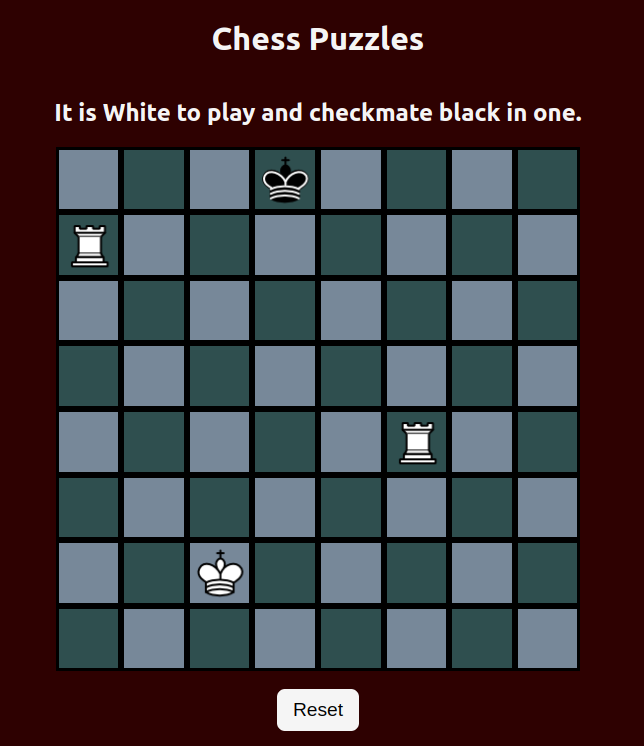 Chess Puzzles
It is White to play and checkmate black in one.
Reset